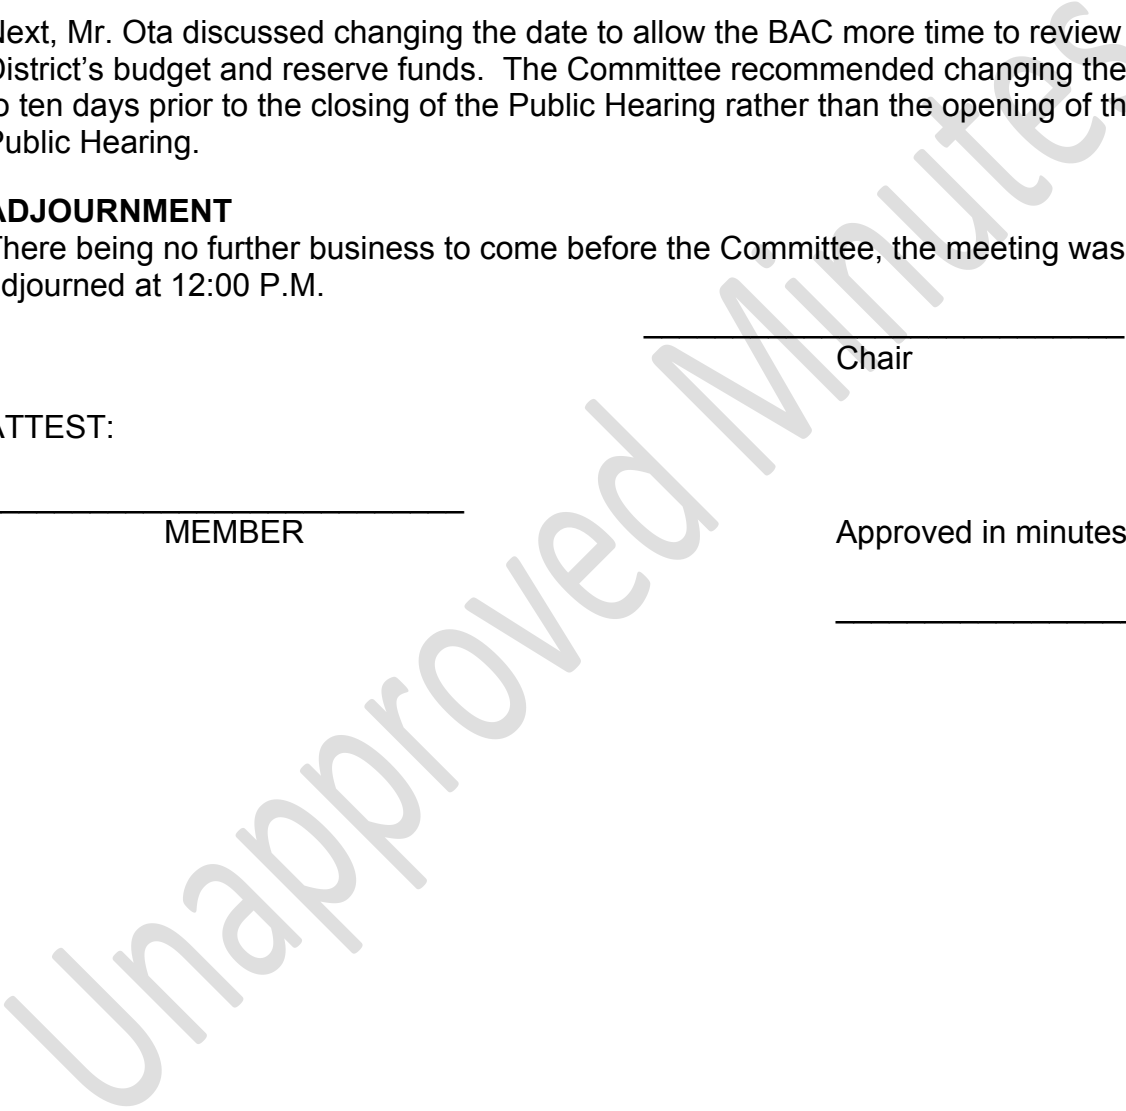 Next, Mr. Ota discussed changing the date to allow the BAC more time to review
District's budget and reserve funds.  The Committee recommended changing the
to ten days prior to the closing of the Public Hearing rather than the opening of th
Public Hearing.
ADJOURNMENT
There being no further business to come before the Committee, the meeting was
adjourned at 12:00 P.M.
Chair
ATTEST:
MEMBER Approved in minutes
Unapproved Minutes